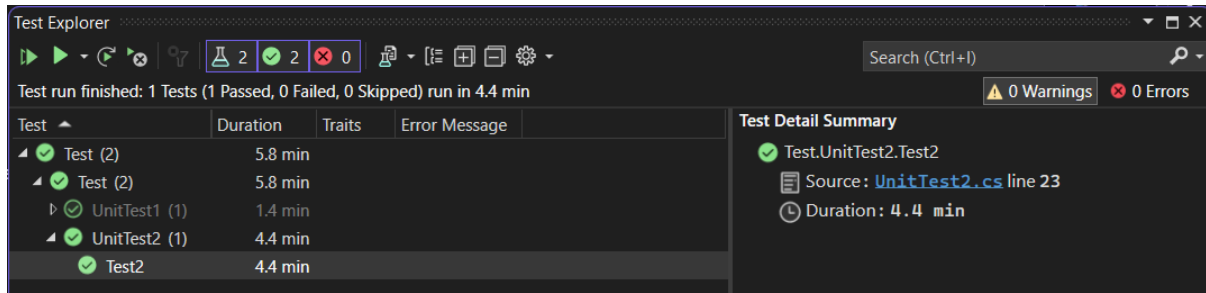 Test Explorer
2 2 0
Search (Ctrl+I)
Test run finished: 1 Tests (1 Passed, 0 Failed, 0 Skipped) run in 4.4 min
0 Warnings 0 Errors
Test Duration Traits Error Message
Test (2) 5.8 min
Test (2) 5.8 min
UnitTest1 (1) 1.4 min
UnitTest2 (1) 4.4 min
Test2 4.4 min
Test Detail Summary
Test.UnitTest2.Test2
Source: UnitTest2.cs line 23
Duration: 4.4 min